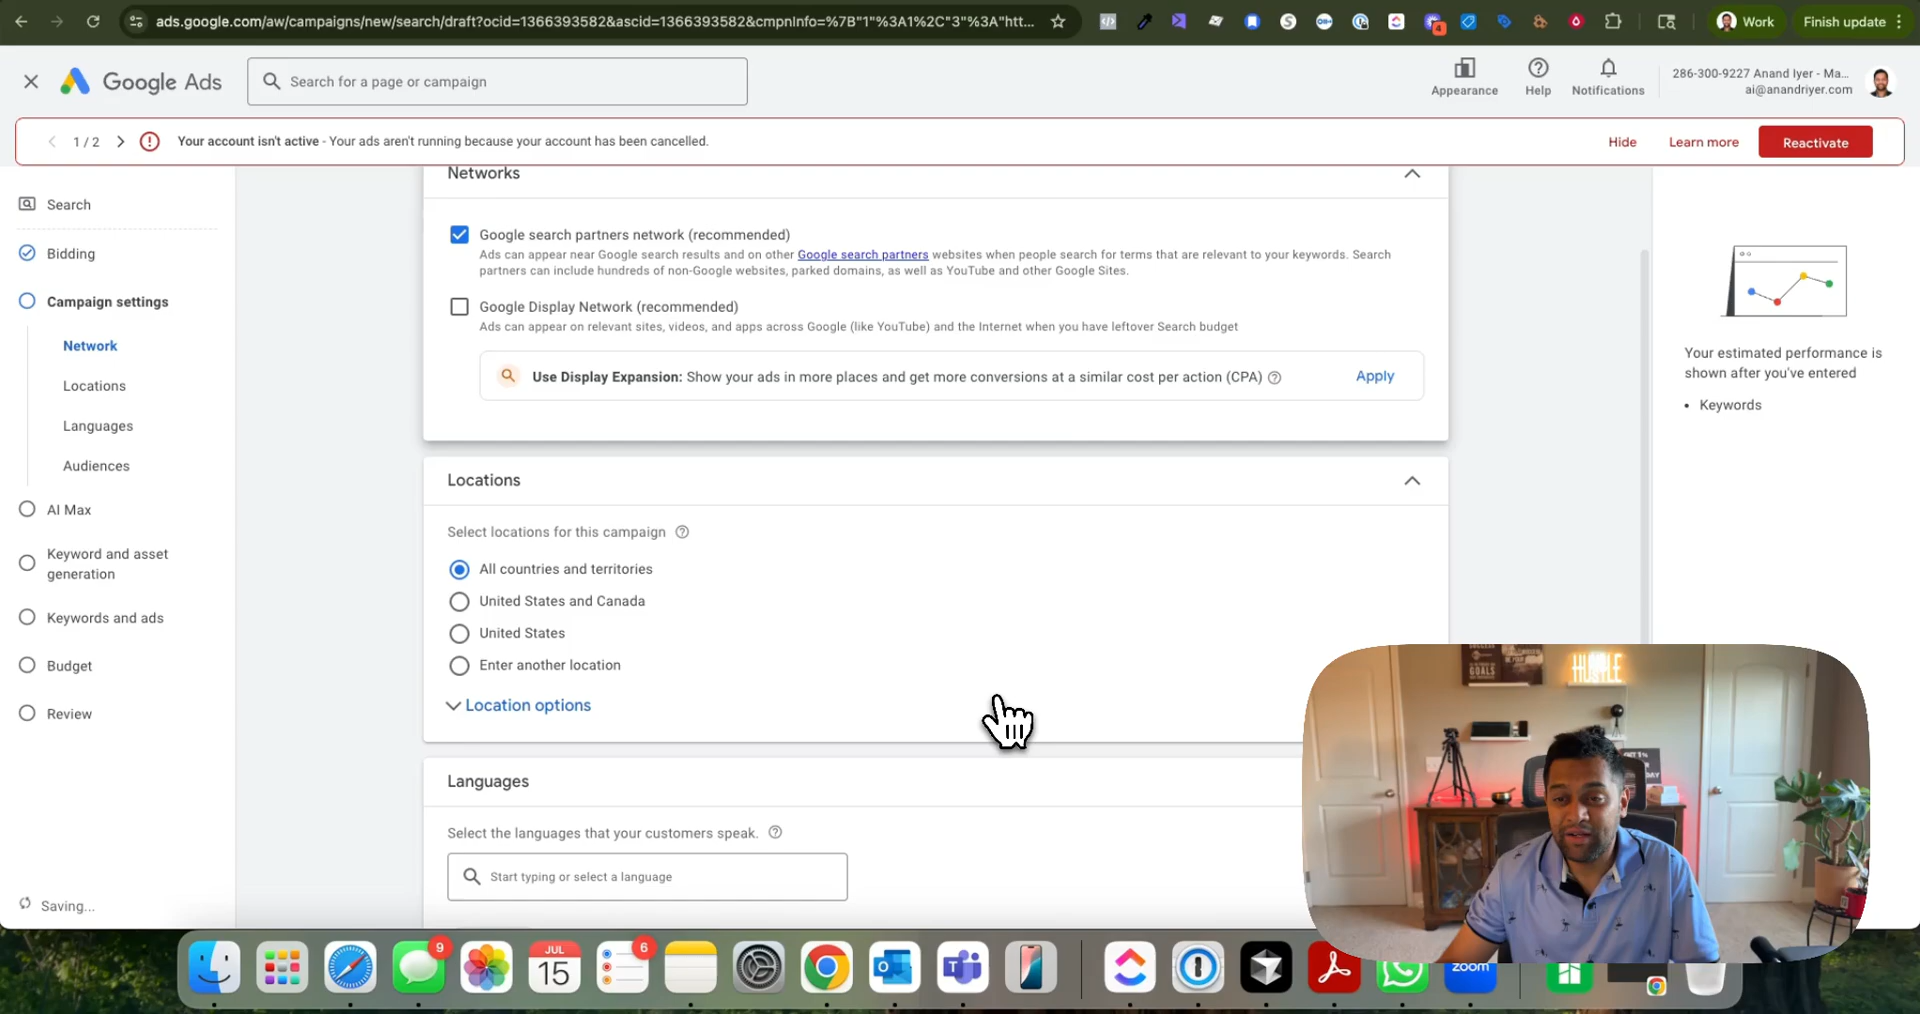 ads.google.com/aw/campaigns/new/search/draft?ocid=1366393582&ascid=1366393582&cmpnInfo=%7B"1"%3A1%2C"3"%3A"htt...
4
Work
Finish update
Google Ads
Search for a page or campaign
Appearance
Help
Notifications
286-300-9227 Anand Iyer - Ma...
ai@anandriyer.com
1 / 2
Your account isn't active - Your ads aren't running because your account has been cancelled.
Hide
Learn more
Reactivate
Search
Bidding
Campaign settings
Network
Locations
Languages
Audiences
AI Max
Keyword and asset
generation
Keywords and ads
Budget
Review
Saving...
Networks
Google search partners network (recommended)
Ads can appear near Google search results and on other Google search partners websites when people search for terms that are relevant to your keywords. Search
partners can include hundreds of non-Google websites, parked domains, as well as YouTube and other Google Sites.
Google Display Network (recommended)
Ads can appear on relevant sites, videos, and apps across Google (like YouTube) and the Internet when you have leftover Search budget
Use Display Expansion: Show your ads in more places and get more conversions at a similar cost per action (CPA)
Apply
Locations
Select locations for this campaign
All countries and territories
United States and Canada
United States
Enter another location
Location options
Languages
Select the languages that your customers speak.
Start typing or select a language
Your estimated performance is
shown after you've entered
• Keywords
HUSTLE
GOALS
9
JUL
15
6
zoom